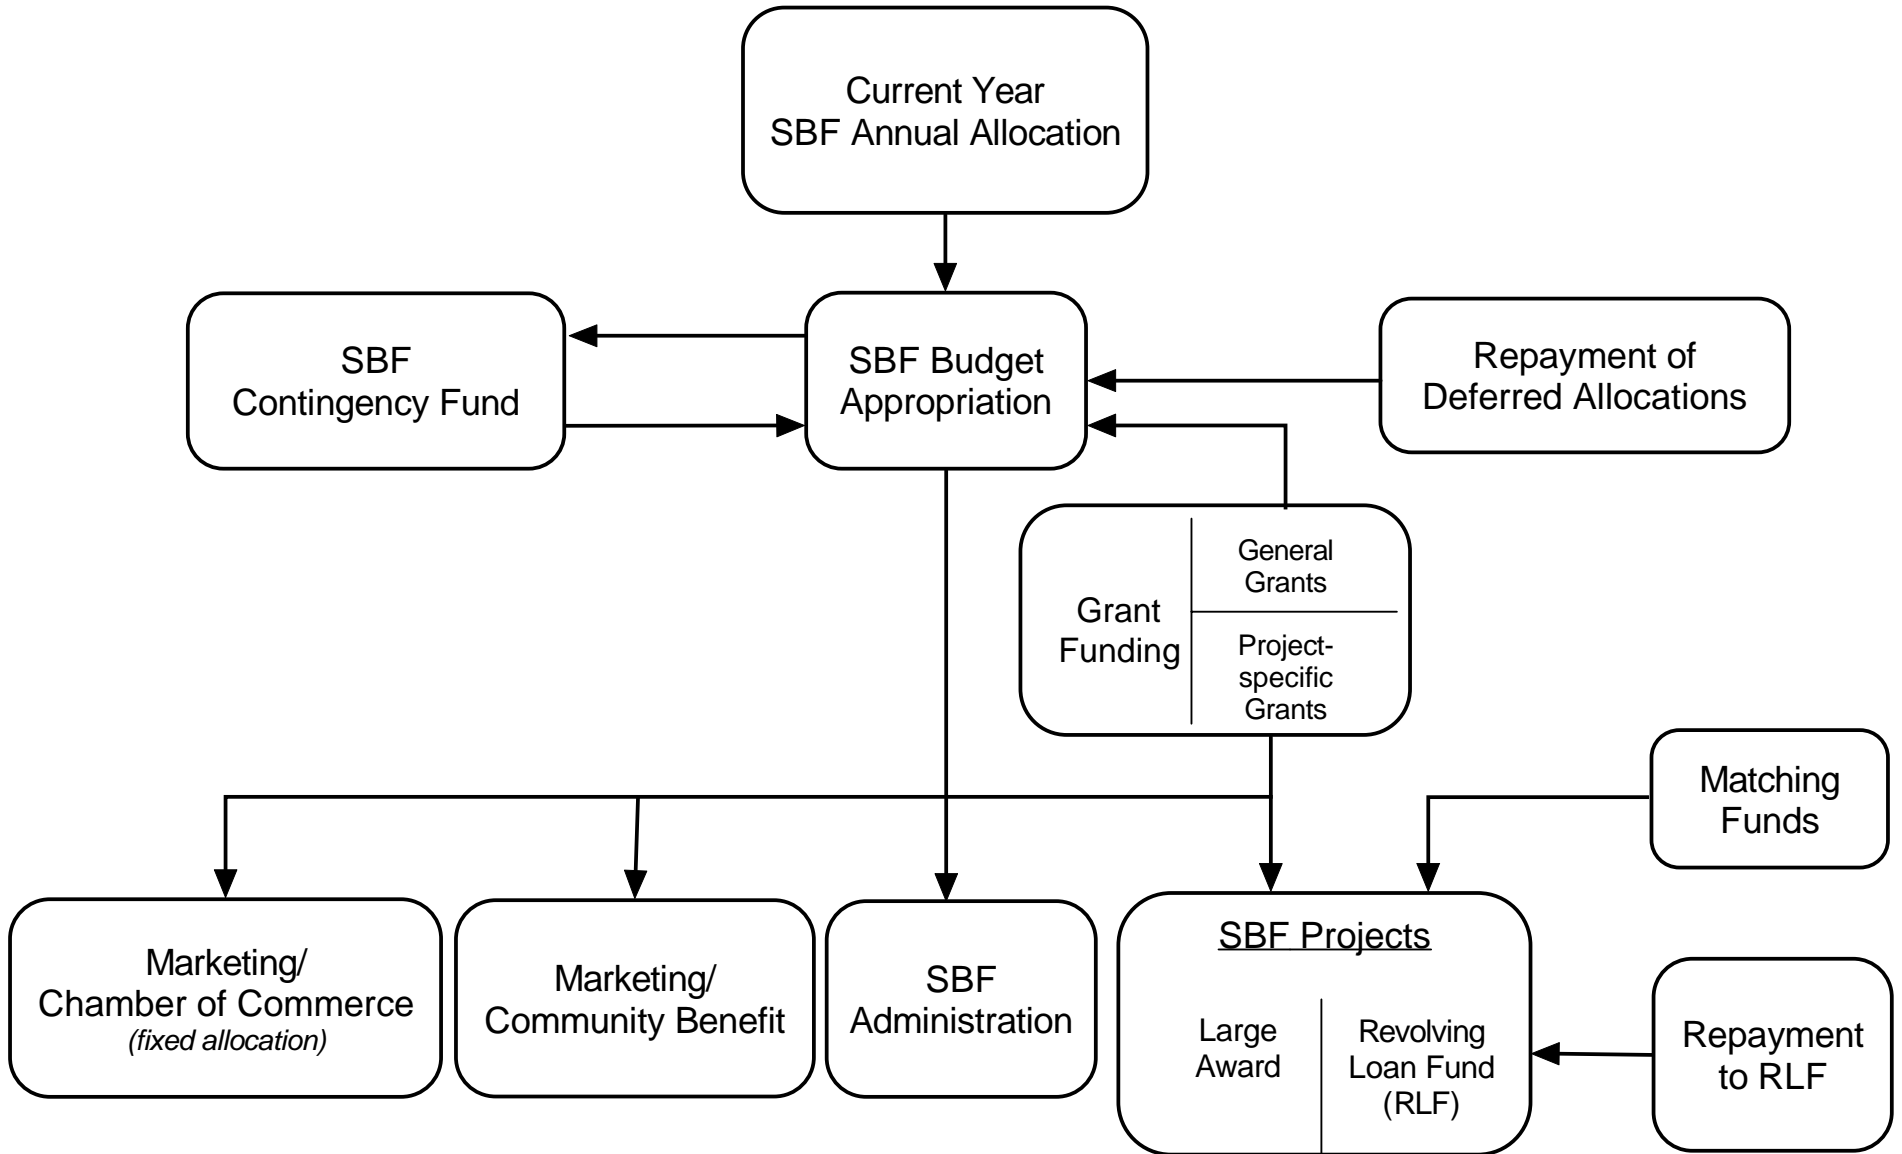 Current Year
SBF Annual Allocation
SBF
Contingency Fund
SBF Budget
Appropriation
Repayment of
Deferred Allocations
Grant
Funding
General
Grants
Project-
specific
Grants
Matching
Funds
Marketing/
Chamber of Commerce
(fixed allocation)
Marketing/
Community Benefit
SBF
Administration
SBF Projects
Large
Award
Revolving
Loan Fund
(RLF)
Repayment
to RLF